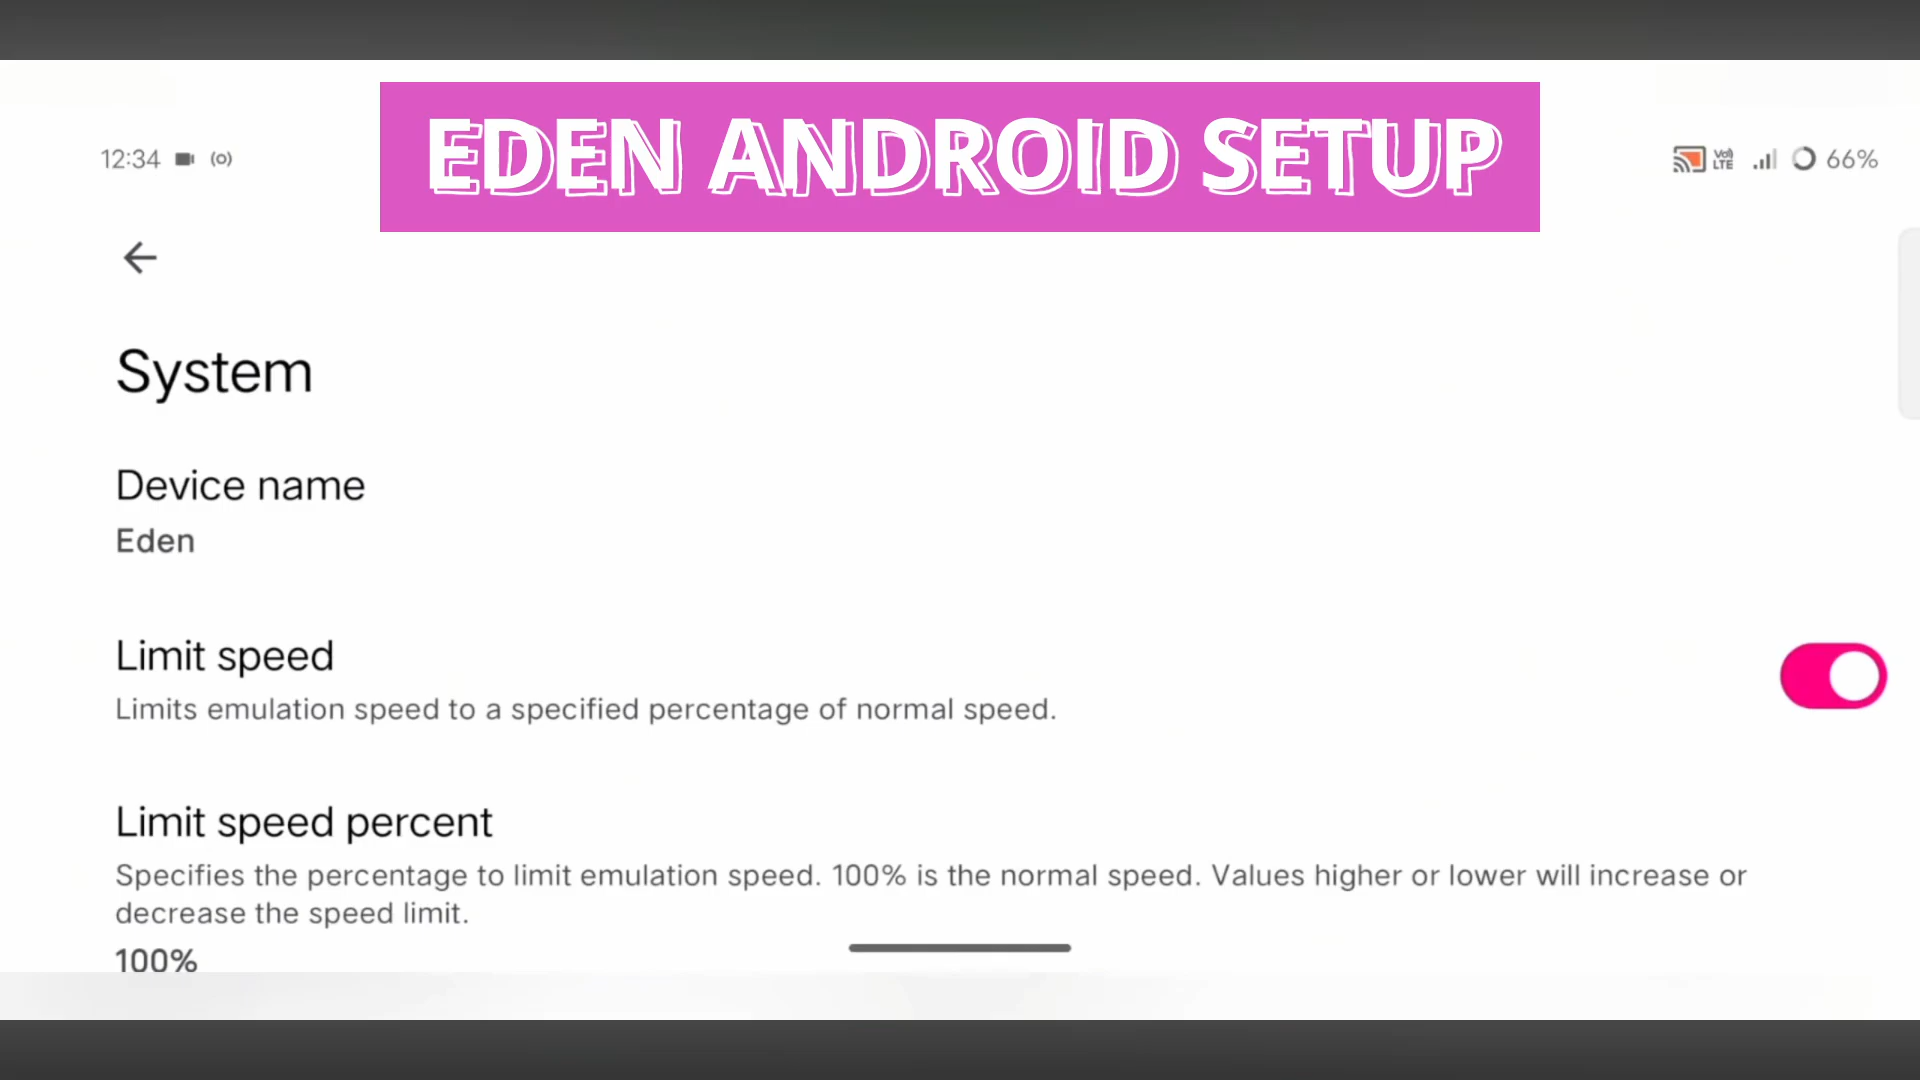 EDEN ANDROID SETUP
12:34
Vo)) LTE
66%
System
Device name
Eden
Limit speed
Limits emulation speed to a specified percentage of normal speed.
Limit speed percent
Specifies the percentage to limit emulation speed. 100% is the normal speed. Values higher or lower will increase or
decrease the speed limit.
100%